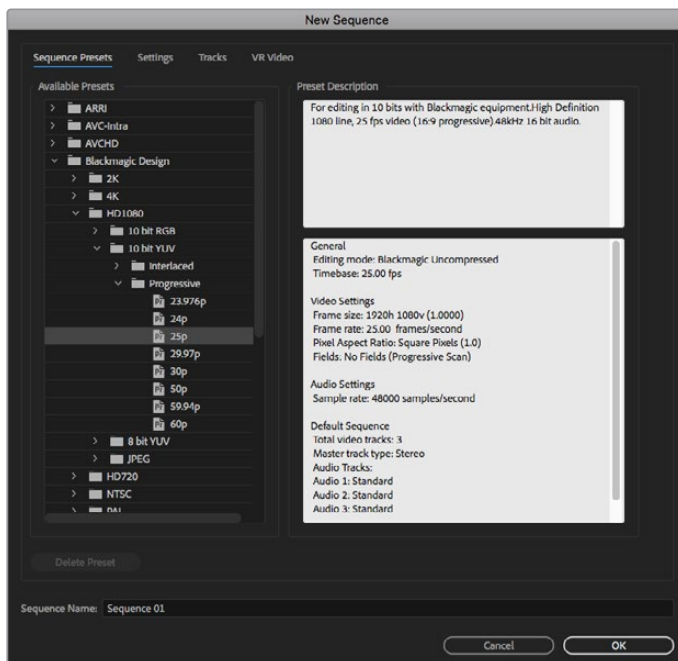 New Sequence
Sequence Presets Settings Tracks VR Video
Available Presets
ARRI
AVC-Intra
AVCHD
Blackmagic Design
2K
4K
HD1080
10 bit RGB
10 bit YUV
Interlaced
Progressive
23.976p
24p
25p
29.97p
30p
50p
59.94p
60p
8 bit YUV
JPEG
HD720
NTSC
PAL
Preset Description
For editing in 10 bits with Blackmagic equipment.High Definition
1080 line, 25 fps video (16:9 progressive).48kHz 16 bit audio.
General
Editing mode: Blackmagic Uncompressed
Timebase: 25.00 fps
Video Settings
Frame size: 1920h 1080v (1.0000)
Frame rate: 25.00 frames/second
Pixel Aspect Ratio: Square Pixels (1.0)
Fields: No Fields (Progressive Scan)
Audio Settings
Sample rate: 48000 samples/second
Default Sequence
Total video tracks: 3
Master track type: Stereo
Audio Tracks:
Audio 1: Standard
Audio 2: Standard
Audio 3: Standard
Delete Preset
Sequence Name: Sequence 01
Cancel OK